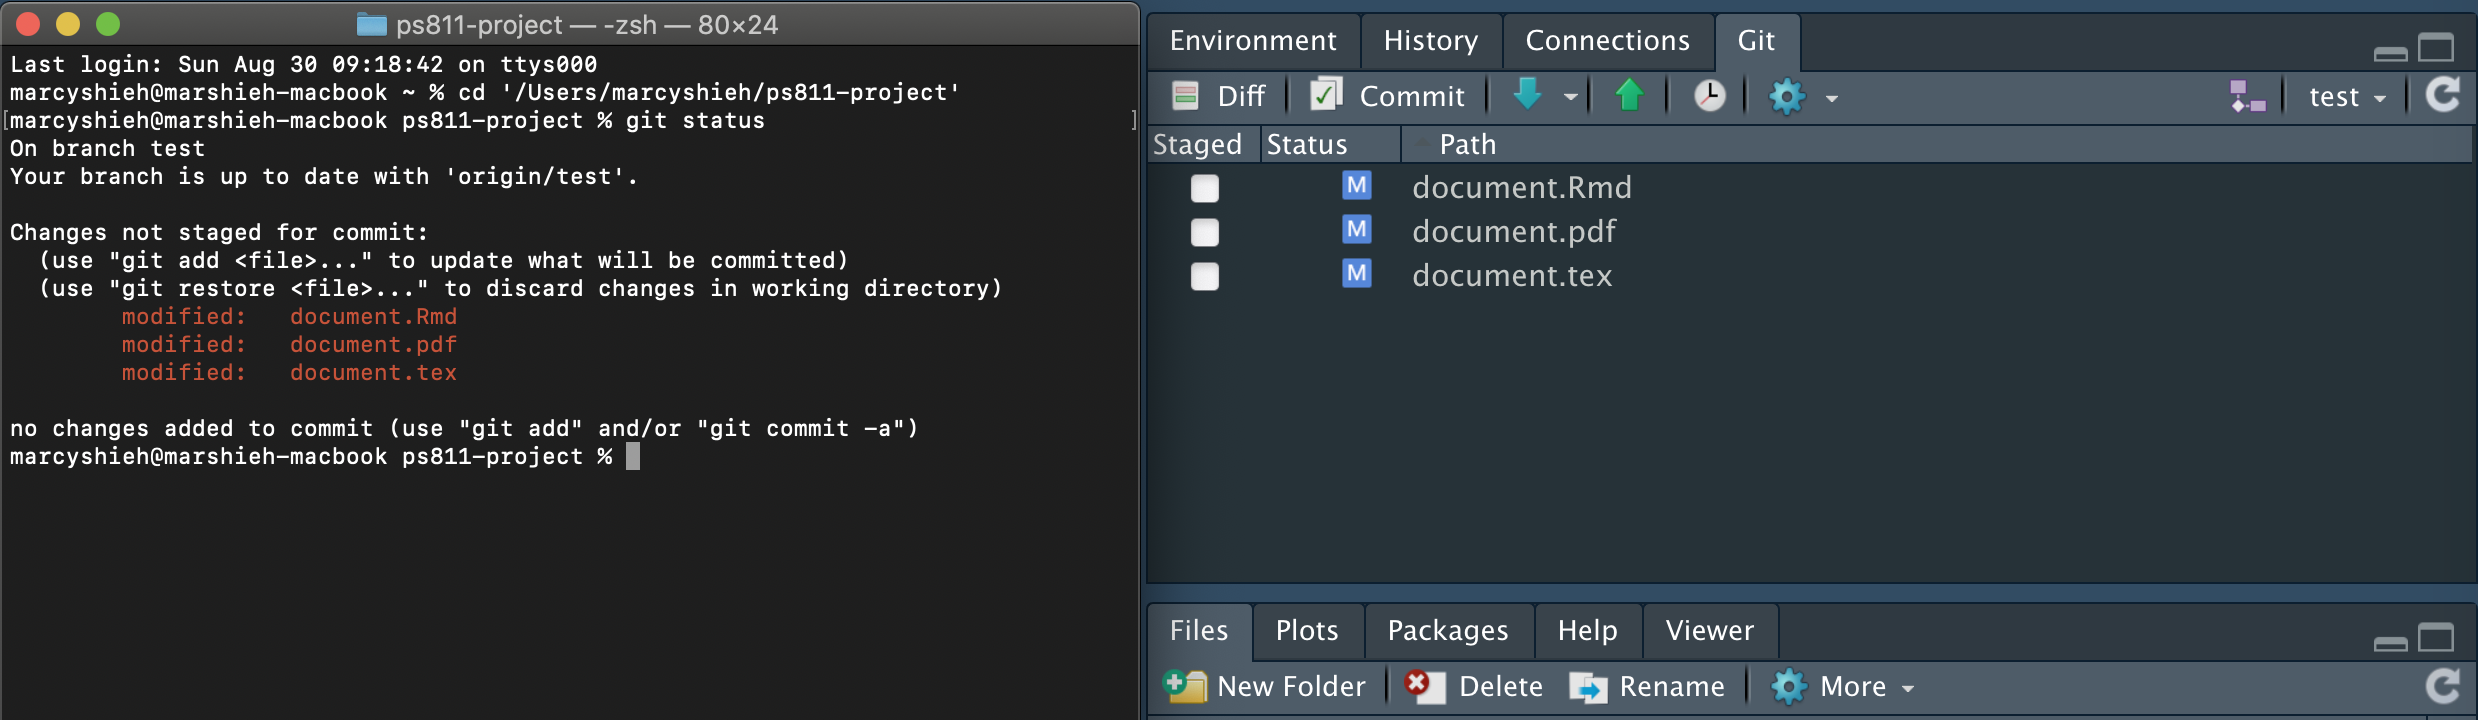 ps811-project — -zsh — 80×24
Last login: Sun Aug 30 09:18:42 on ttys000
marcyshieh@marshieh-macbook ~ % cd '/Users/marcyshieh/ps811-project'
[marcyshieh@marshieh-macbook ps811-project % git status ]
On branch test
Your branch is up to date with 'origin/test'.
Changes not staged for commit:
(use "git add <file>..." to update what will be committed)
(use "git restore <file>..." to discard changes in working directory)
modified: document.Rmd
modified: document.pdf
modified: document.tex
no changes added to commit (use "git add" and/or "git commit -a")
marcyshieh@marshieh-macbook ps811-project %
Environment History Connections Git
Diff Commit test
Staged Status Path
M document.Rmd
M document.pdf
M document.tex
Files Plots Packages Help Viewer
New Folder Delete Rename More